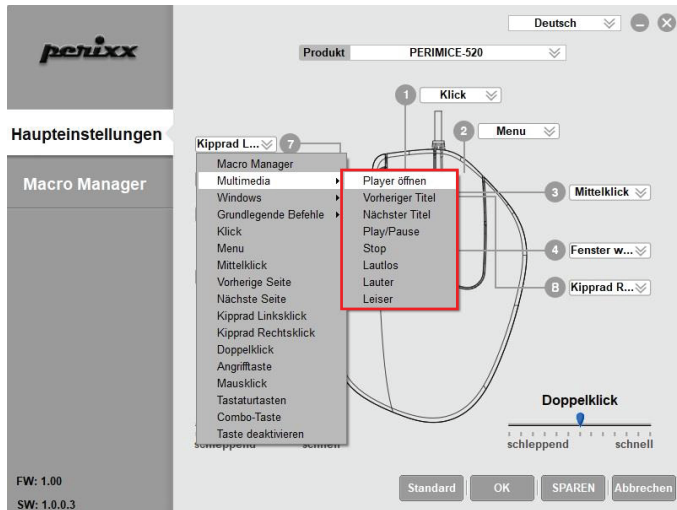 Deutsch
perixx
Produkt PERIMICE-520
1 Klick
2 Menu
Haupteinstellungen
Kipprad L... 7
Macro Manager
Macro Manager
Multimedia
Windows
Grundlegende Befehle
Klick
Menu
Mittelklick
Vorherige Seite
Nächste Seite
Kipprad Linksklick
Kipprad Rechtsklick
Doppelklick
Angrifftaste
Mausklick
Tastaturtasten
Combo-Taste
Taste deaktivieren
Player öffnen
Vorheriger Titel
Nächster Titel
Play/Pause
Stop
Lautlos
Lauter
Leiser
3 Mittelklick
4 Fenster w...
8 Kipprad R...
Doppelklick
schleppend schnell
FW: 1.00
SW: 1.0.0.3
Standard OK SPAREN Abbrechen